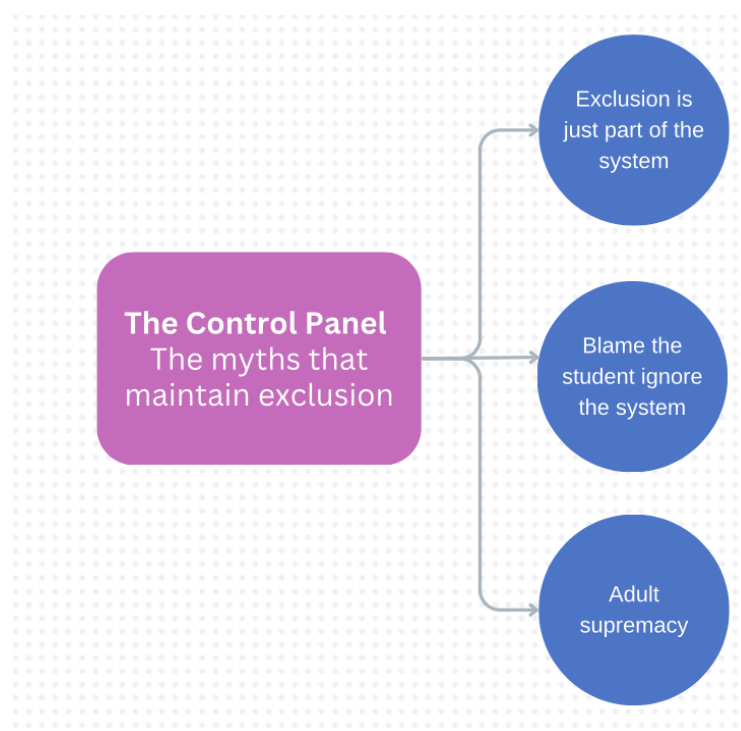 The Control Panel
The myths that
maintain exclusion
Exclusion is
just part of the
system
Blame the
student ignore
the system
Adult
supremacy